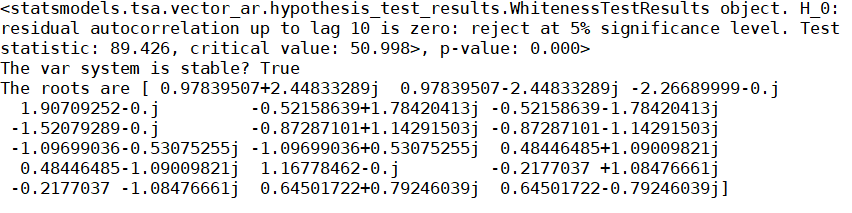 <statsmodels.tsa.vector_ar.hypothesis_test_results.WhitenessTestResults object. H_0:
residual autocorrelation up to lag 10 is zero: reject at 5% significance level. Test
statistic: 89.426, critical value: 50.998>, p-value: 0.000>
The var system is stable? True
The roots are [ 0.97839507+2.44833289j  0.97839507-2.44833289j -2.26689999-0.j
  1.90709252-0.j         -0.52158639+1.78420413j -0.52158639-1.78420413j
 -1.52079289-0.j         -0.87287101+1.14291503j -0.87287101-1.14291503j
 -1.09699036-0.53075255j -1.09699036+0.53075255j  0.48446485+1.09009821j
  0.48446485-1.09009821j  1.16778462-0.j         -0.2177037 +1.08476661j
 -0.2177037 -1.08476661j  0.64501722+0.79246039j  0.64501722-0.79246039j]